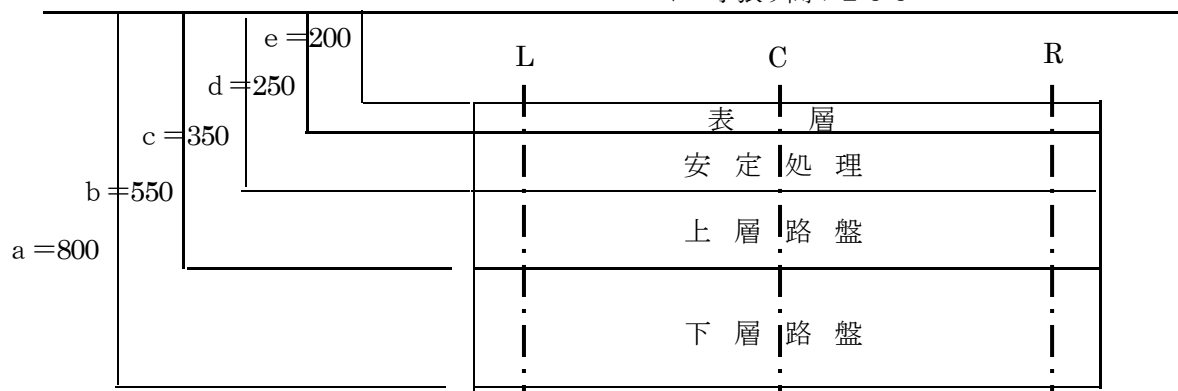 e＝200
L C R
d＝250
表 層
c＝350
安 定 処 理
b＝550
上 層 路 盤
a＝800
下 層 路 盤